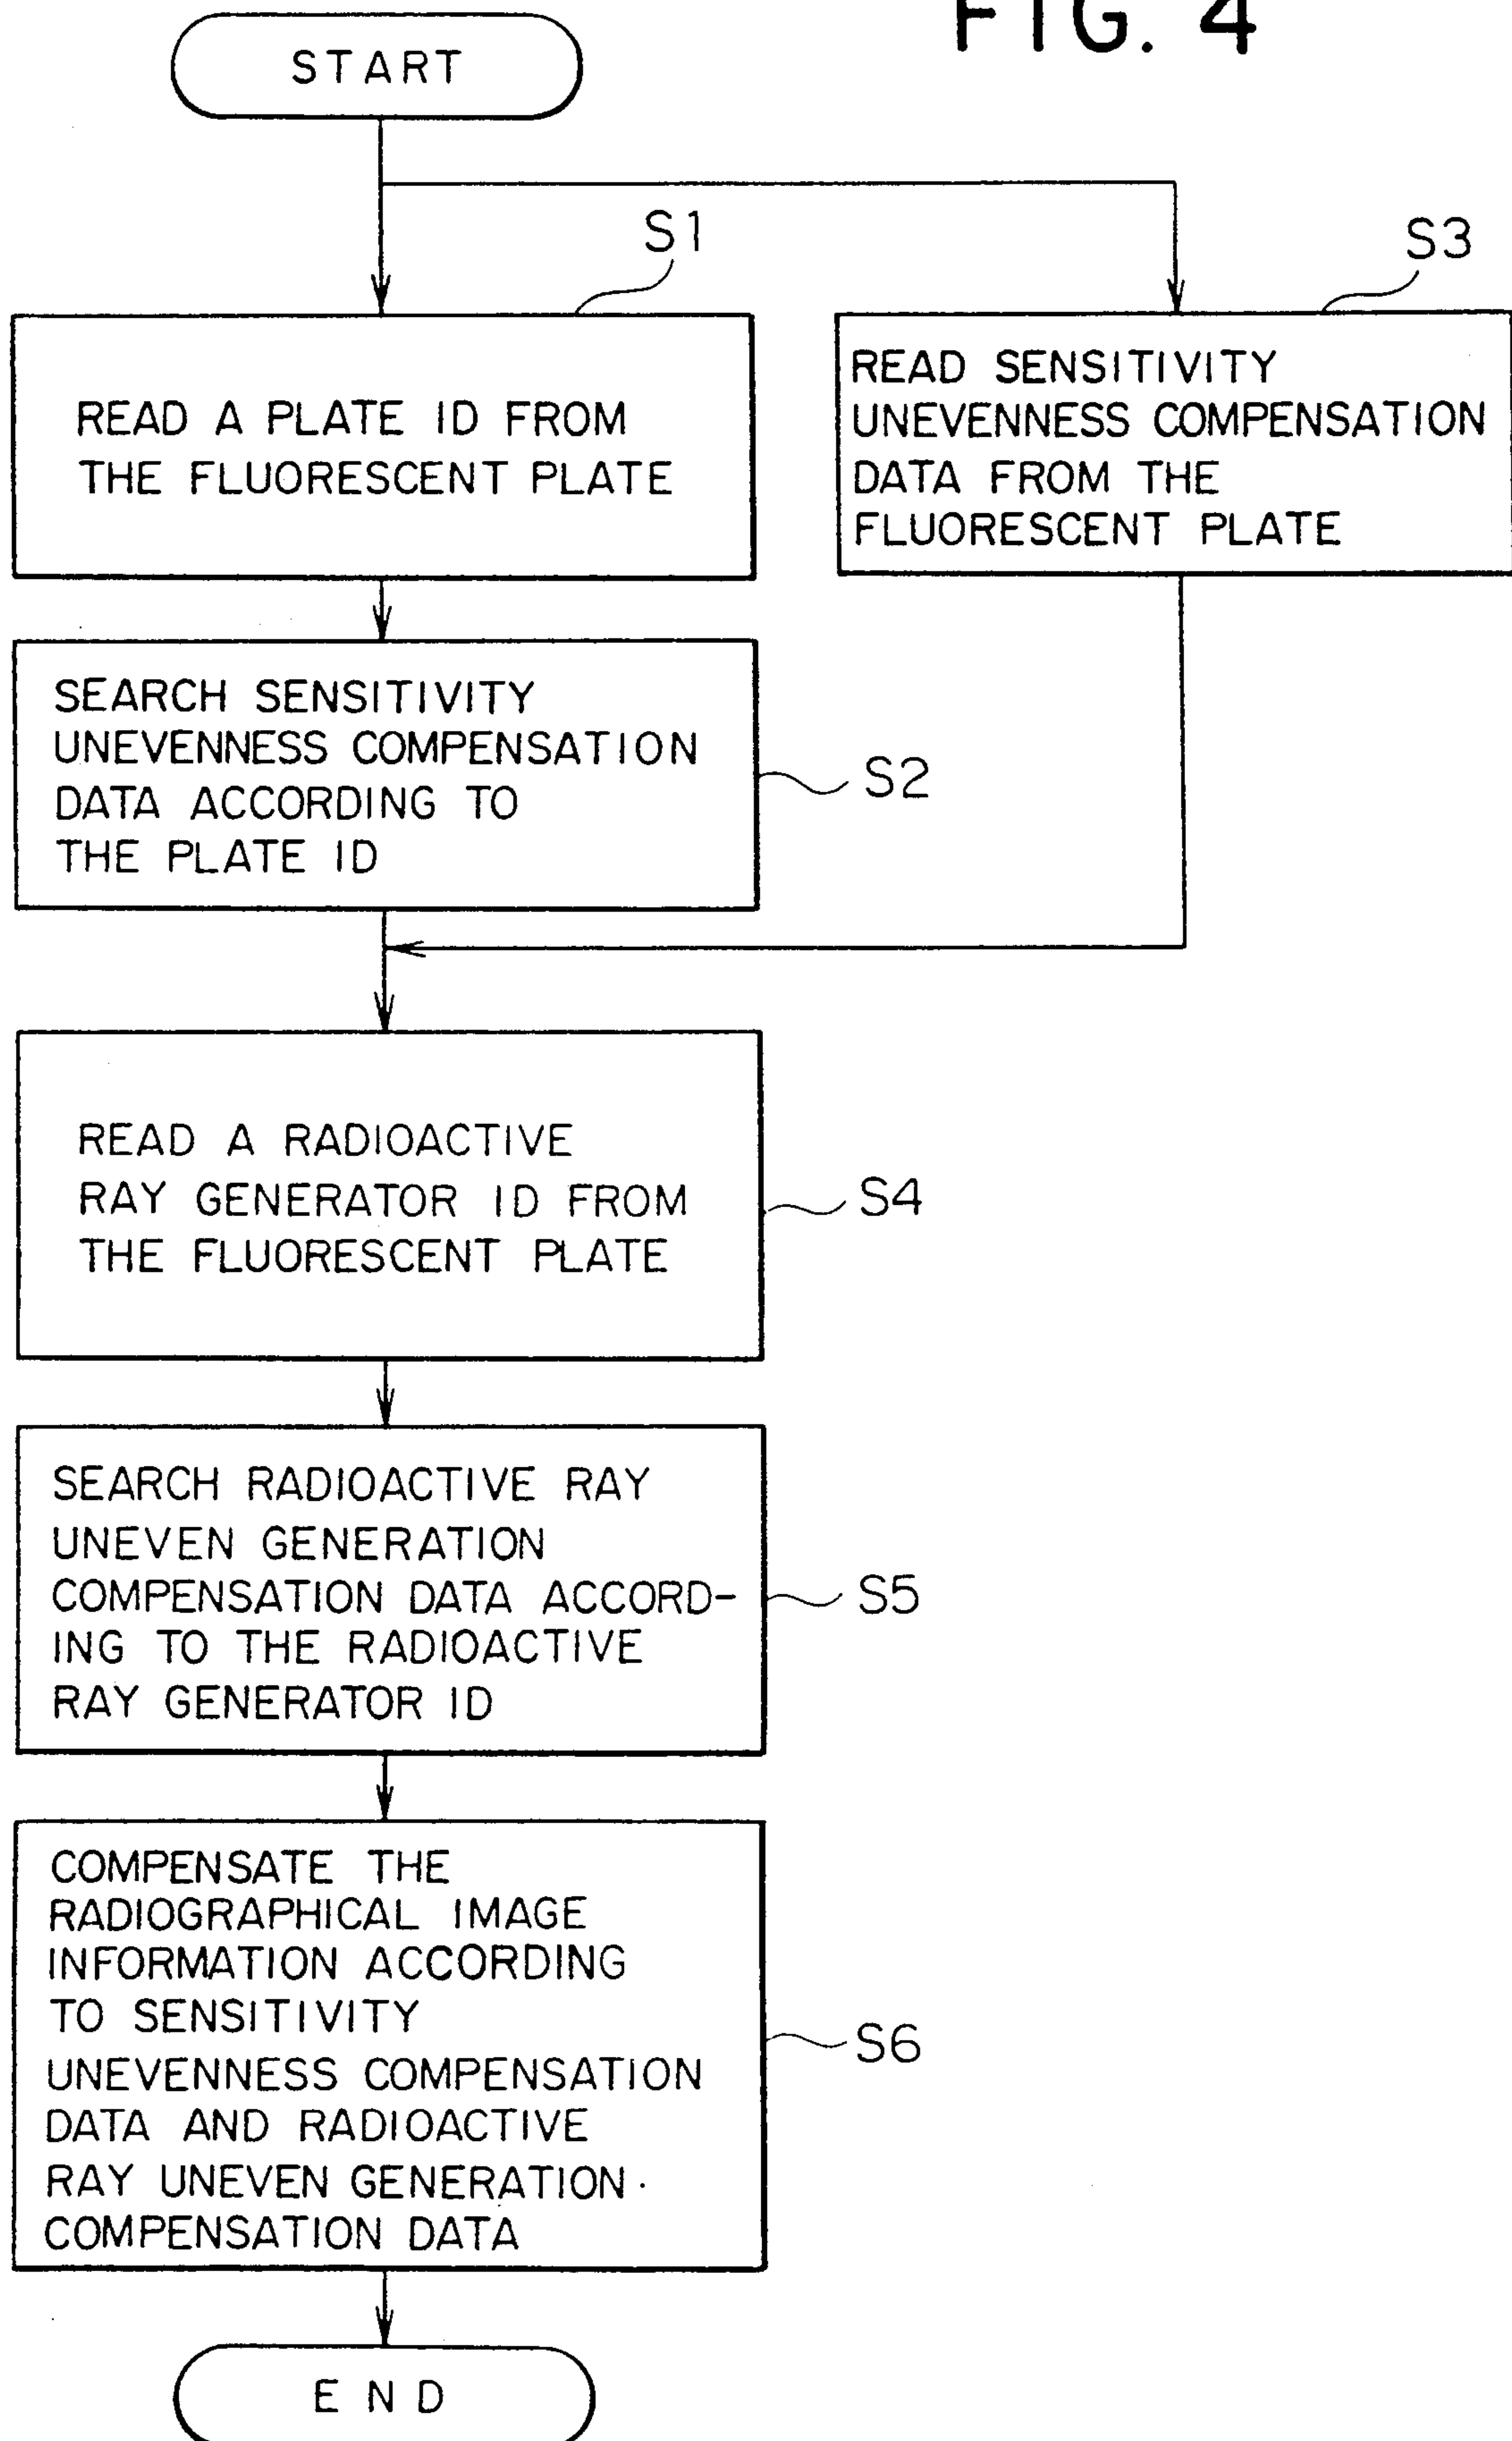 FIG. 4
START
S1
S3
READ A PLATE ID FROM
THE FLUORESCENT PLATE
READ SENSITIVITY
UNEVENNESS COMPENSATION
DATA FROM THE
FLUORESCENT PLATE
SEARCH SENSITIVITY
UNEVENNESS COMPENSATION
DATA ACCORDING TO
THE PLATE ID
S2
READ A RADIOACTIVE
RAY GENERATOR ID FROM
THE FLUORESCENT PLATE
S4
SEARCH RADIOACTIVE RAY
UNEVEN GENERATION
COMPENSATION DATA ACCORD-
ING TO THE RADIOACTIVE
RAY GENERATOR ID
S5
COMPENSATE THE
RADIOGRAPHICAL IMAGE
INFORMATION ACCORDING
TO SENSITIVITY
UNEVENNESS COMPENSATION
DATA AND RADIOACTIVE
RAY UNEVEN GENERATION
COMPENSATION DATA
S6
END